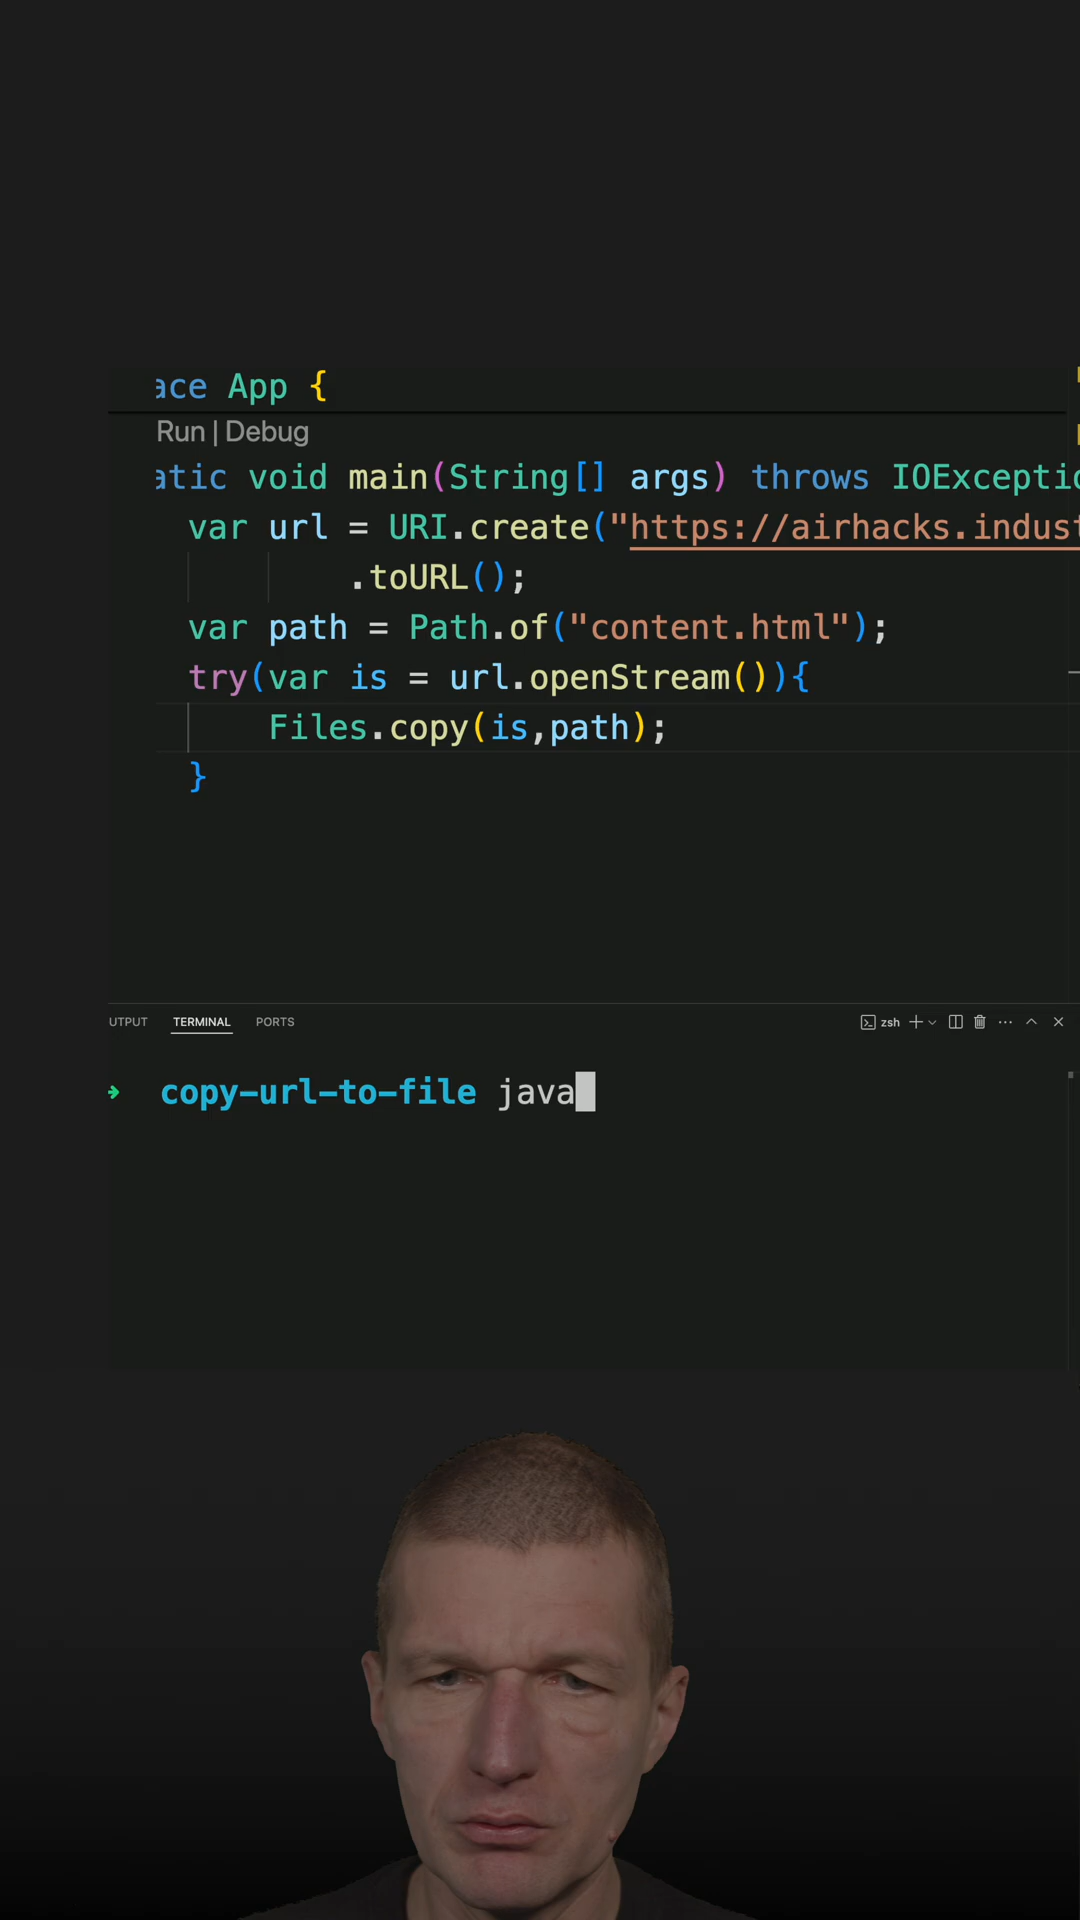 ace App {
Run | Debug
atic void main(String[] args) throws IOExceptio
var url = URI.create("https://airhacks.indust
.toURL();
var path = Path.of("content.html");
try(var is = url.openStream()){
Files.copy(is,path);
}
UTPUT TERMINAL PORTS zsh
➜ copy-url-to-file java